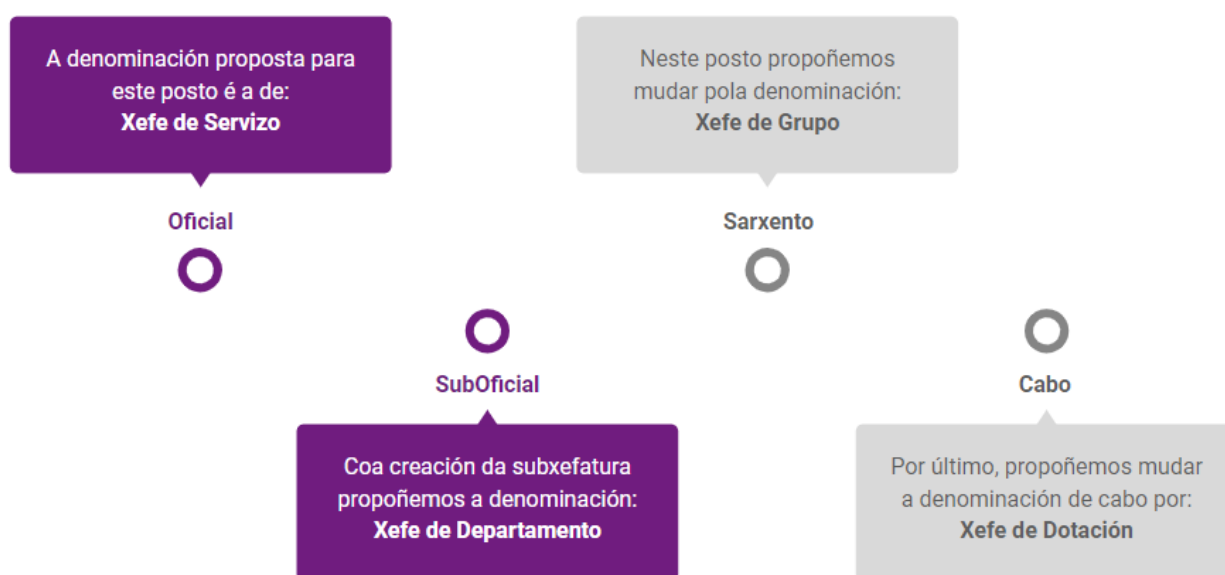 A denominación proposta para
este posto é a de:
Xefe de Servizo
Oficial
Neste posto propoñemos
mudar pola denominación:
Xefe de Grupo
Sarxento
SubOficial
Coa creación da subxefatura
propoñemos a denominación:
Xefe de Departamento
Cabo
Por último, propoñemos mudar
a denominación de cabo por:
Xefe de Dotación